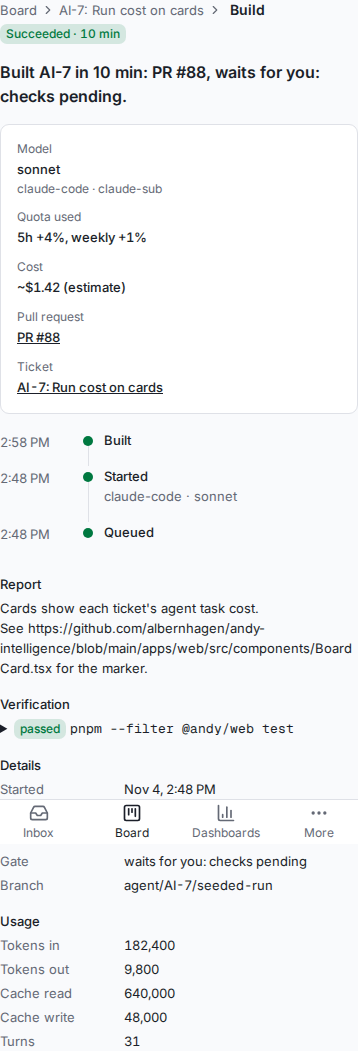 Board > AI-7: Run cost on cards > Build
Succeeded · 10 min
Built AI-7 in 10 min: PR #88, waits for you:
checks pending.
Model
sonnet
claude-code · claude-sub
Quota used
5h +4%, weekly +1%
Cost
~$1.42 (estimate)
Pull request
PR #88
Ticket
AI-7: Run cost on cards
2:58 PM Built
2:48 PM Started
claude-code · sonnet
2:48 PM Queued
Report
Cards show each ticket's agent task cost.
See https://github.com/albernhagen/andy-
intelligence/blob/main/apps/web/src/components/Board
Card.tsx for the marker.
Verification
passed pnpm --filter @andy/web test
Details
Started Nov 4, 2:48 PM
Inbox Board Dashboards More
Gate waits for you: checks pending
Branch agent/AI-7/seeded-run
Usage
Tokens in 182,400
Tokens out 9,800
Cache read 640,000
Cache write 48,000
Turns 31